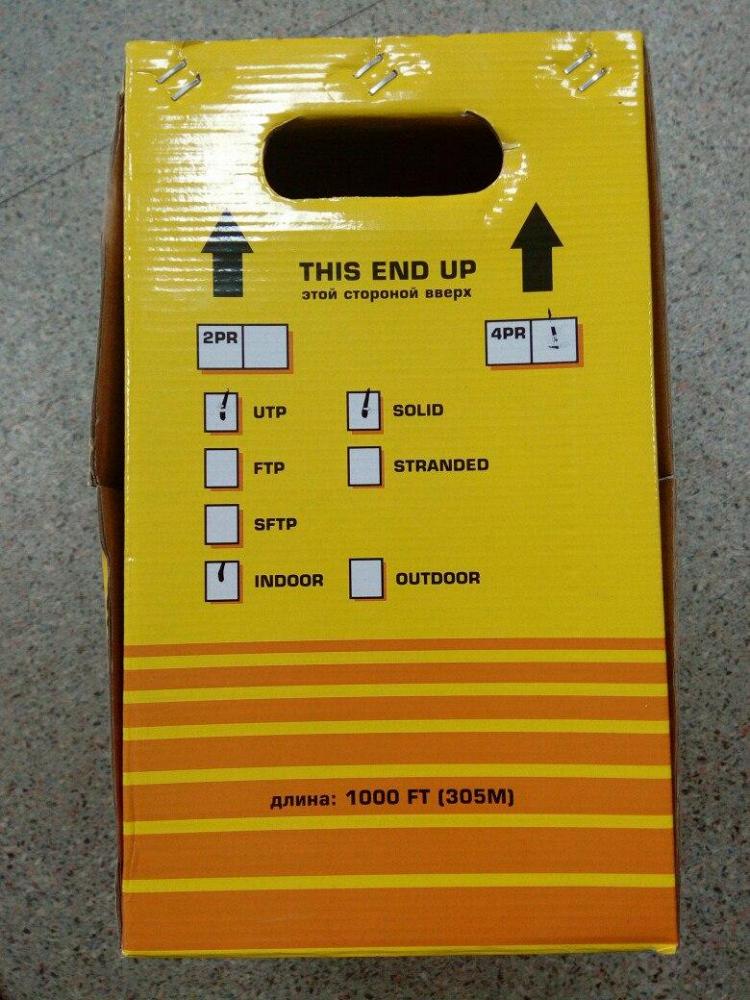 THIS END UP
этой стороной вверх
2PR 4PR
UTP SOLID
FTP STRANDED
SFTP
INDOOR OUTDOOR
длина: 1000 FT (305M)